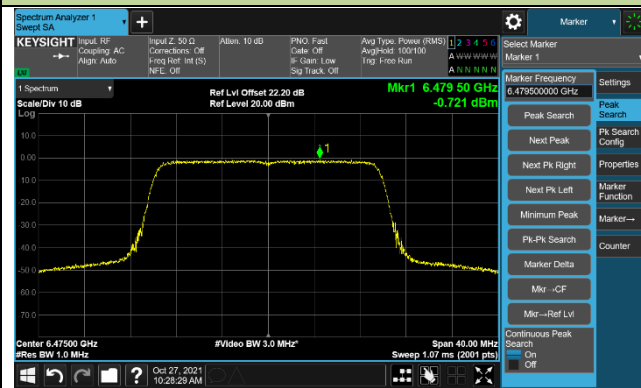 Spectrum Analyzer 1
Swept SA
KEYSIGHT
Input: RF
Coupling: AC
Align: Auto
Input Z: 50 Ω
Corrections: Off
Freq Ref: Int (S)
NFE: Off
Atten: 10 dB
PNO: Fast
Gate: Off
IF Gain: Low
Sig Track: Off
Avg Type: Power (RMS)
Avg|Hold: 100/100
Trig: Free Run
1 2 3 4 5 6
A W W W W W
A N N N N N
LXI
1 Spectrum
Scale/Div 10 dB
Log
Ref Lvl Offset 22.20 dB
Ref Level 20.00 dBm
Mkr1 6.479 50 GHz
-0.721 dBm
10.0
0.00
10.0
20.0
30.0
40.0
50.0
60.0
70.0
1
Center 6.47500 GHz
#Res BW 1.0 MHz
#Video BW 3.0 MHz*
Span 40.00 MHz
Sweep 1.07 ms (2001 pts)
?
Oct 27, 2021
10:28:29 AM
Marker
Select Marker
Marker 1
Marker Frequency
6.479500000 GHz
Peak Search
Next Peak
Next Pk Right
Next Pk Left
Minimum Peak
Pk-Pk Search
Marker Delta
Mkr→CF
Mkr→Ref Lvl
Continuous Peak
Search
On
Off
Settings
Peak
Search
Pk Search
Config
Properties
Marker
Function
Marker→
Counter